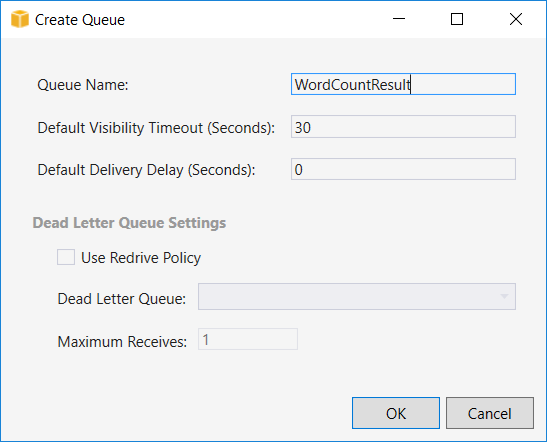 Create Queue
Queue Name: WordCountResult
Default Visibility Timeout (Seconds): 30
Default Delivery Delay (Seconds): 0
Dead Letter Queue Settings
Use Redrive Policy
Dead Letter Queue:
Maximum Receives: 1
OK Cancel